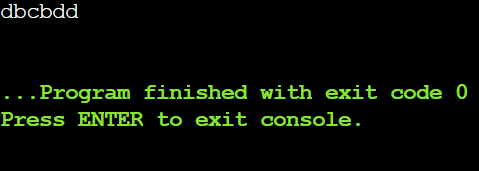 dbcbdd
...Program finished with exit code 0
Press ENTER to exit console.